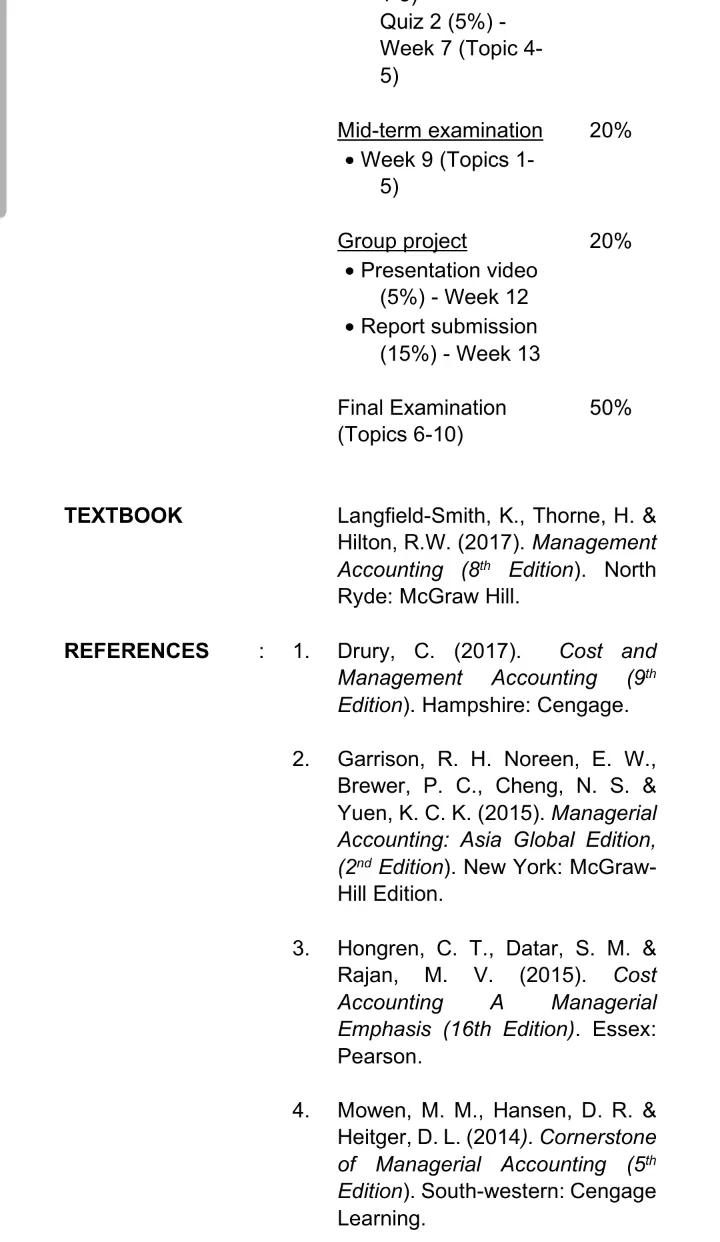 Quiz 2 (5%) -
Week 7 (Topic 4-
5)
Mid-term examination 20%
• Week 9 (Topics 1-
5)
Group project 20%
• Presentation video
(5%) - Week 12
• Report submission
(15%) - Week 13
Final Examination 50%
(Topics 6-10)
TEXTBOOK Langfield-Smith, K., Thorne, H. &
Hilton, R.W. (2017). Management
Accounting (8th Edition). North
Ryde: McGraw Hill.
REFERENCES : 1. Drury, C. (2017). Cost and
Management Accounting (9th
Edition). Hampshire: Cengage.
2. Garrison, R. H. Noreen, E. W.,
Brewer, P. C., Cheng, N. S. &
Yuen, K. C. K. (2015). Managerial
Accounting: Asia Global Edition,
(2nd Edition). New York: McGraw-
Hill Edition.
3. Hongren, C. T., Datar, S. M. &
Rajan, M. V. (2015). Cost
Accounting A Managerial
Emphasis (16th Edition). Essex:
Pearson.
4. Mowen, M. M., Hansen, D. R. &
Heitger, D. L. (2014). Cornerstone
of Managerial Accounting (5th
Edition). South-western: Cengage
Learning.